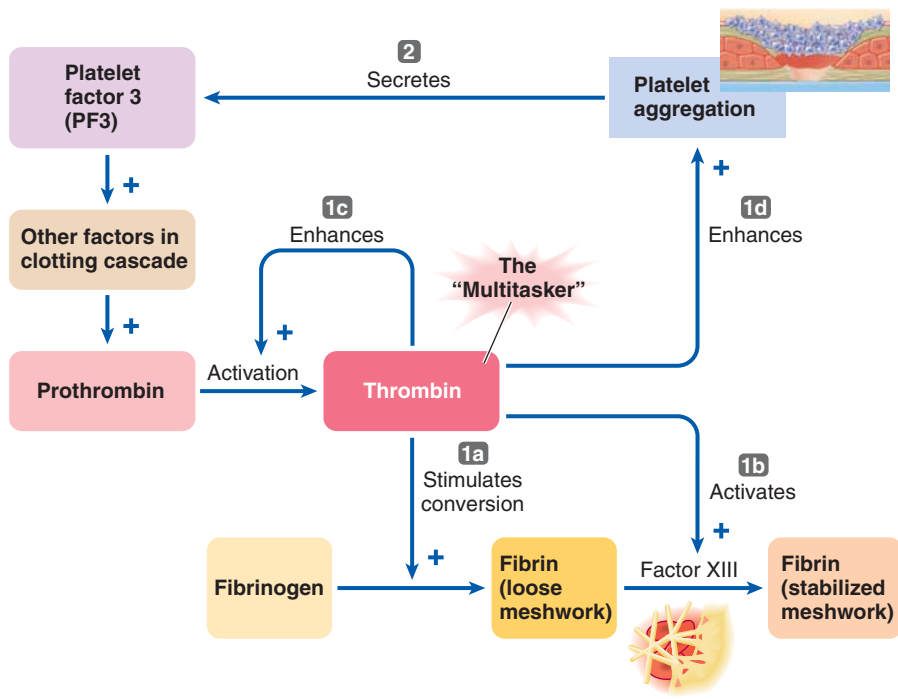 2
Secretes
Platelet
factor 3
(PF3)
Platelet
aggregation
+
+
1c
Enhances
1d
Enhances
Other factors in
clotting cascade
The
“Multitasker”
+
+
Prothrombin
Activation
Thrombin
1a
Stimulates
conversion
1b
Activates
+
+
Fibrinogen
Fibrin
(loose
meshwork)
Factor XIII
Fibrin
(stabilized
meshwork)